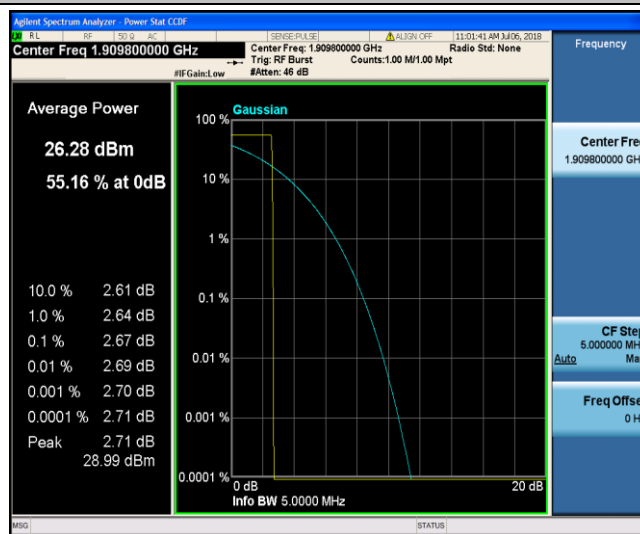 Agilent Spectrum Analyzer - Power Stat CCDF
RL RF 50 Ω AC SENSE:PULSE ALIGN OFF 11:01:41 AM Jul 06, 2018
Center Freq 1.909800000 GHz
Center Freq: 1.909800000 GHz Radio Std: None
Trig: RF Burst Counts:1.00 M/1.00 Mpt
#IFGain:Low #Atten: 46 dB
Frequency
Center Fre
1.909800000 GH
CF Step
5.000000 MH
Auto Ma
Freq Offse
0 H
Average Power
26.28 dBm
55.16 % at 0dB
10.0 % 2.61 dB
1.0 % 2.64 dB
0.1 % 2.67 dB
0.01 % 2.69 dB
0.001 % 2.70 dB
0.0001 % 2.71 dB
Peak 2.71 dB
28.99 dBm
Gaussian
100 %
10 %
1 %
0.1 %
0.01 %
0.001 %
0.0001 %
0 dB 20 dB
Info BW 5.0000 MHz
MSG STATUS